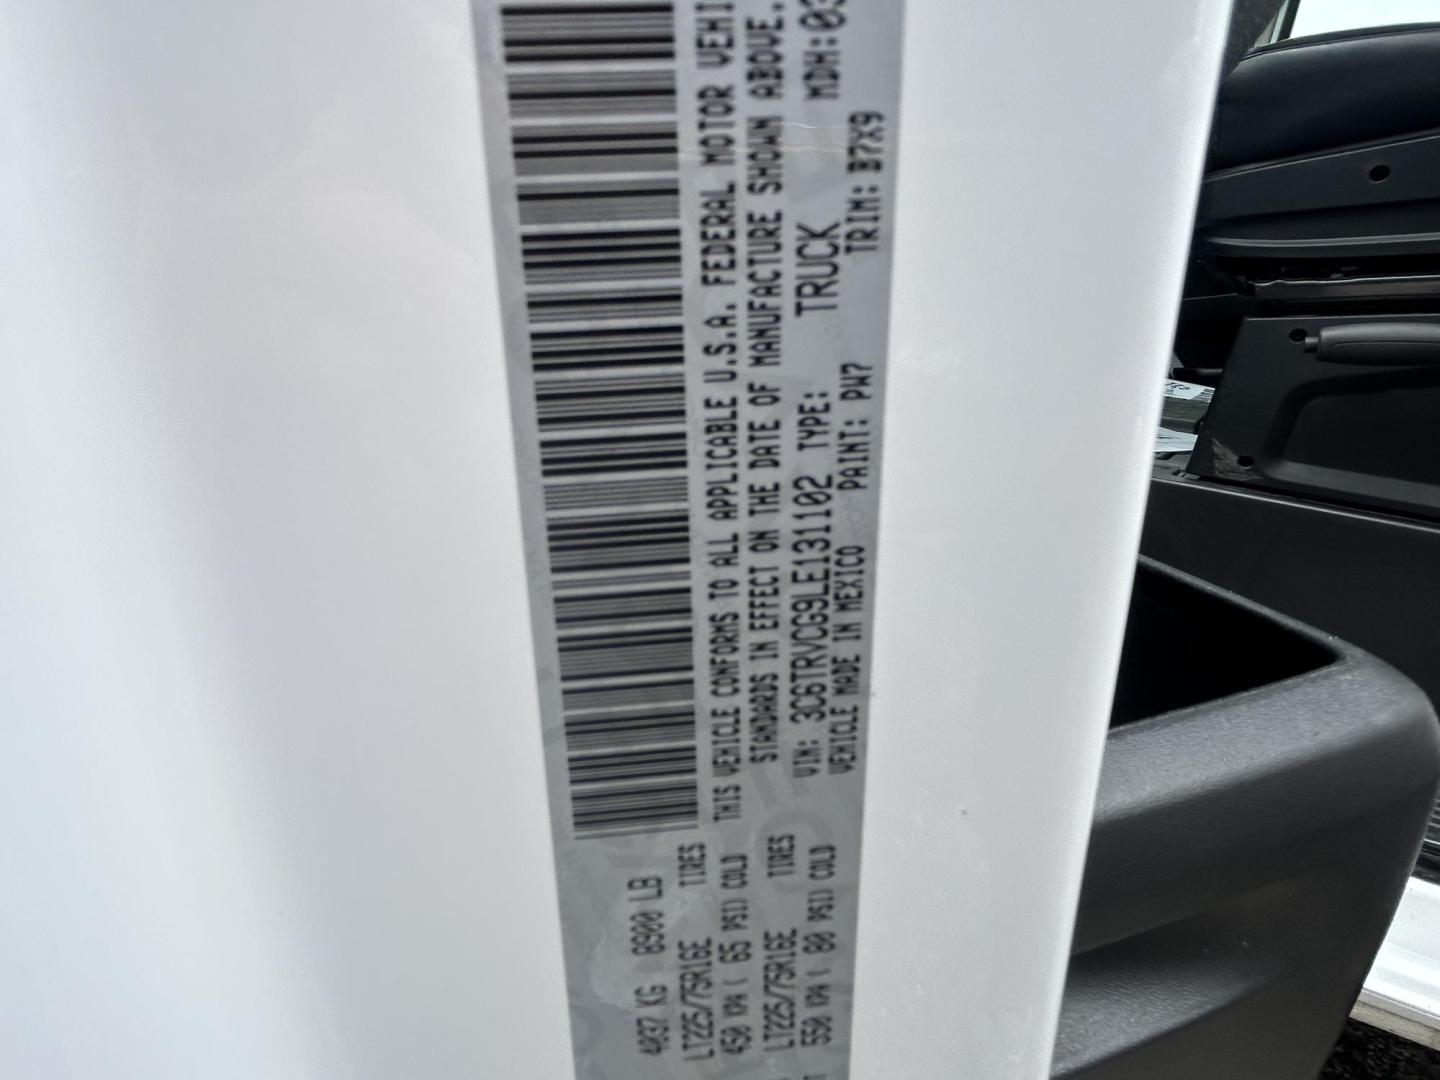 4037 KG 8900 LB
LT225/75R16E TIRES
450 KPA ( 65 PSI) COLD
LT225/75R16E TIRES
550 KPA ( 80 PSI) COLD
THIS VEHICLE CONFORMS TO ALL APPLICABLE U.S.A. FEDERAL MOTOR VEHI
STANDARDS IN EFFECT ON THE DATE OF MANUFACTURE SHOWN ABOVE.
VIN: 3C6TRVCG9LE131102 TYPE: TRUCK MDH: 03
VEHICLE MADE IN MEXICO PAINT: PW7 TRIM: B7X9